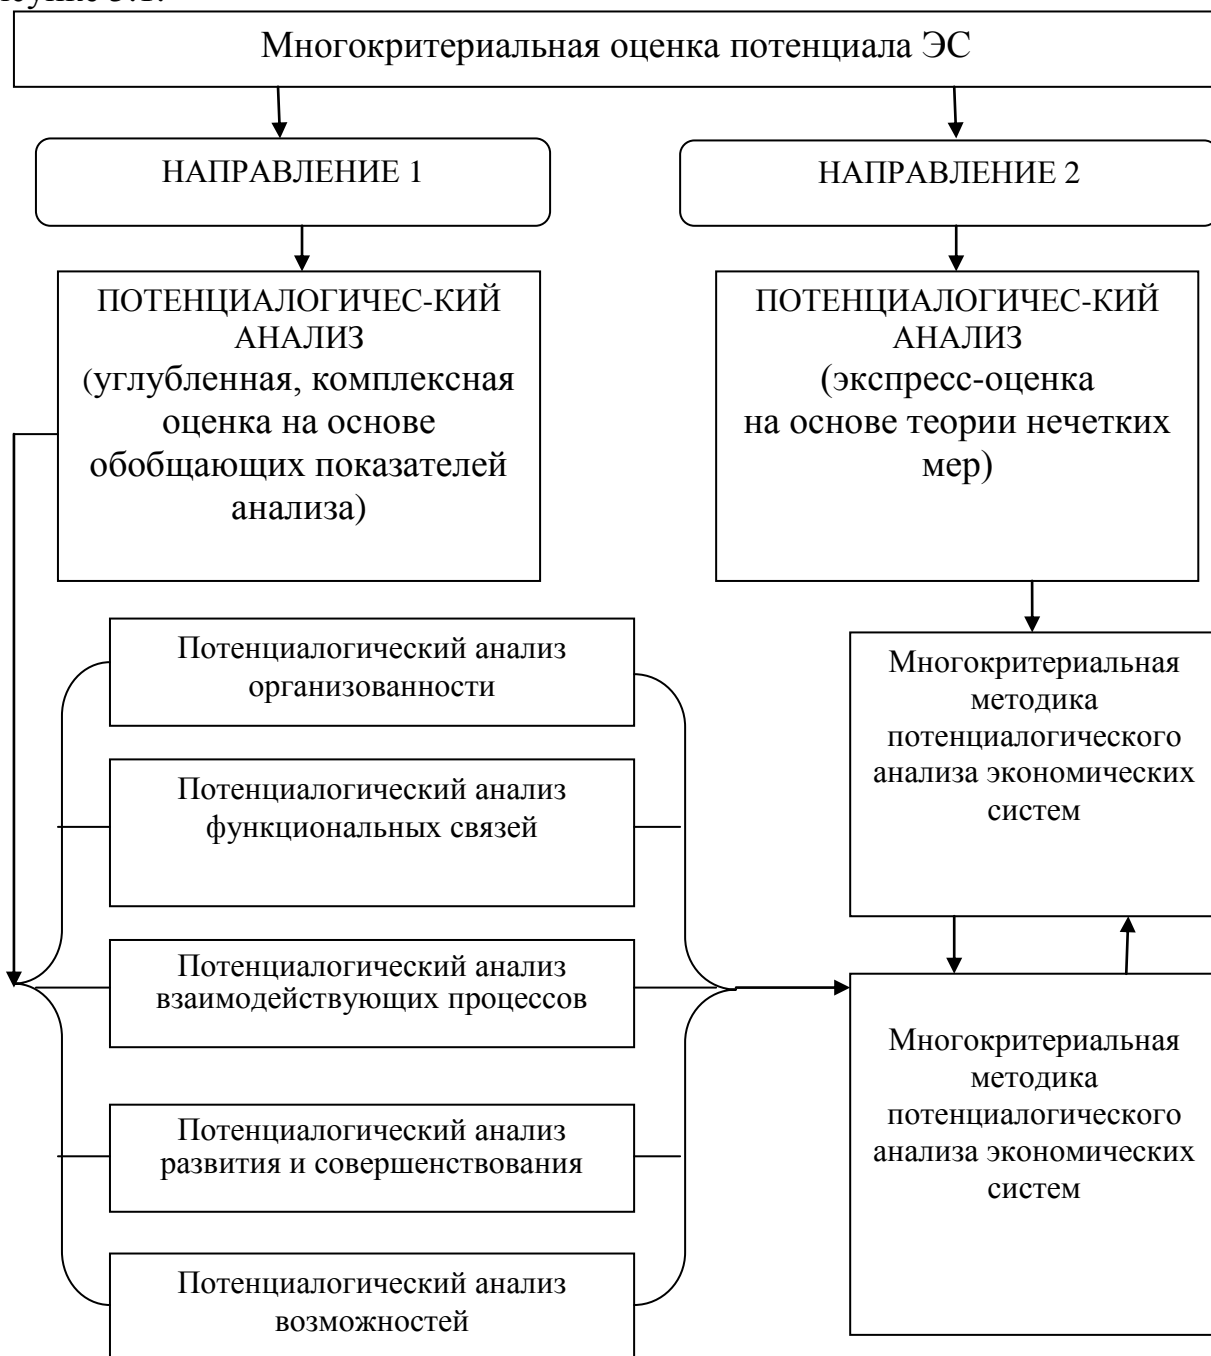 Многокритериальная оценка потенциала ЭС
НАПРАВЛЕНИЕ 1
НАПРАВЛЕНИЕ 2
ПОТЕНЦИАЛОГИЧЕС-КИЙ
АНАЛИЗ
(углубленная, комплексная
оценка на основе
обобщающих показателей
анализа)
ПОТЕНЦИАЛОГИЧЕС-КИЙ
АНАЛИЗ
(экспресс-оценка
на основе теории нечетких
мер)
Потенциалогический анализ
организованности
Потенциалогический анализ
функциональных связей
Потенциалогический анализ
взаимодействующих процессов
Потенциалогический анализ
развития и совершенствования
Потенциалогический анализ
возможностей
Многокритериальная
методика
потенциалогического
анализа экономических
систем
Многокритериальная
методика
потенциалогического
анализа экономических
систем